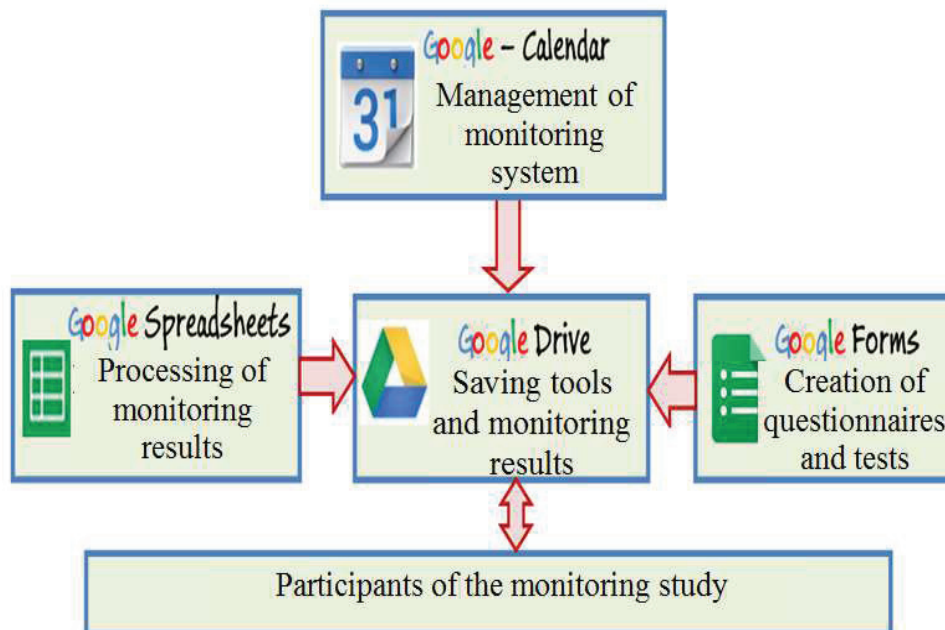 Google – Calendar
31
Management of
monitoring
system
Google Spreadsheets
Processing of
monitoring
results
Google Drive
Saving tools
and monitoring
results
Google Forms
Creation of
questionnaires
and tests
Participants of the monitoring study